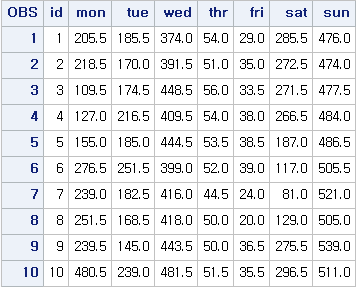 OBS id mon tue wed thr fri sat sun
1 1 205.5 185.5 374.0 54.0 29.0 285.5 476.0
2 2 218.5 170.0 391.5 51.0 35.0 272.5 474.0
3 3 109.5 174.5 448.5 56.0 33.5 271.5 477.5
4 4 127.0 216.5 409.5 54.0 38.0 266.5 484.0
5 5 155.0 185.0 444.5 53.5 38.5 187.0 486.5
6 6 276.5 251.5 399.0 52.0 39.0 117.0 505.5
7 7 239.0 182.5 416.0 44.5 24.0 81.0 521.0
8 8 251.5 168.5 418.0 50.0 20.0 129.0 505.0
9 9 239.5 145.0 443.5 50.0 36.5 275.5 539.0
10 10 480.5 239.0 481.5 51.5 35.5 296.5 511.0